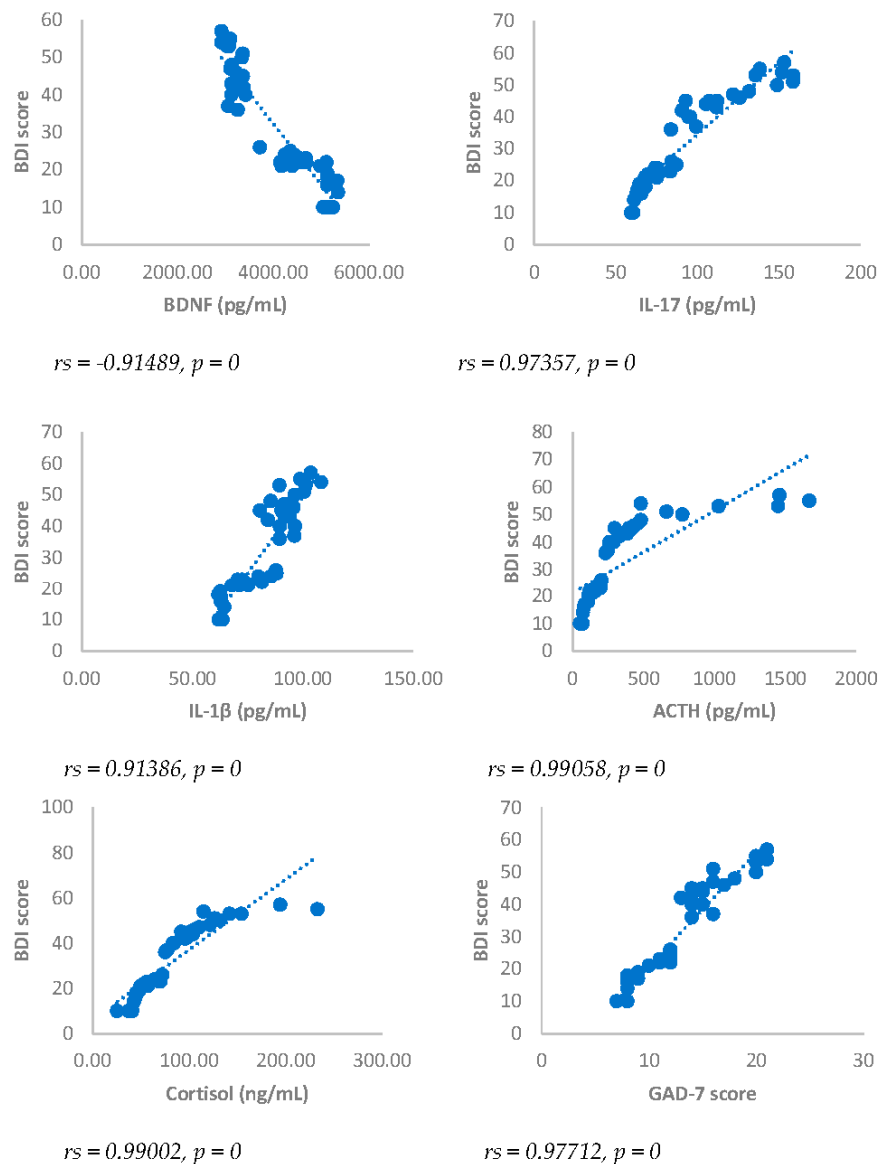 60
50
40
30
20
10
0
BDI score
0.00 2000.00 4000.00 6000.00
BDNF (pg/mL)
rs = -0.91489, p = 0
70
60
50
40
30
20
10
0
BDI score
0 50 100 150 200
IL-17 (pg/mL)
rs = 0.97357, p = 0
70
60
50
40
30
20
10
0
BDI score
0.00 50.00 100.00 150.00
IL-1β (pg/mL)
rs = 0.91386, p = 0
80
70
60
50
40
30
20
10
0
BDI score
0 500 1000 1500 2000
ACTH (pg/mL)
rs = 0.99058, p = 0
100
80
60
40
20
0
BDI score
0.00 100.00 200.00 300.00
Cortisol (ng/mL)
rs = 0.99002, p = 0
70
60
50
40
30
20
10
0
BDI score
0 10 20 30
GAD-7 score
rs = 0.97712, p = 0